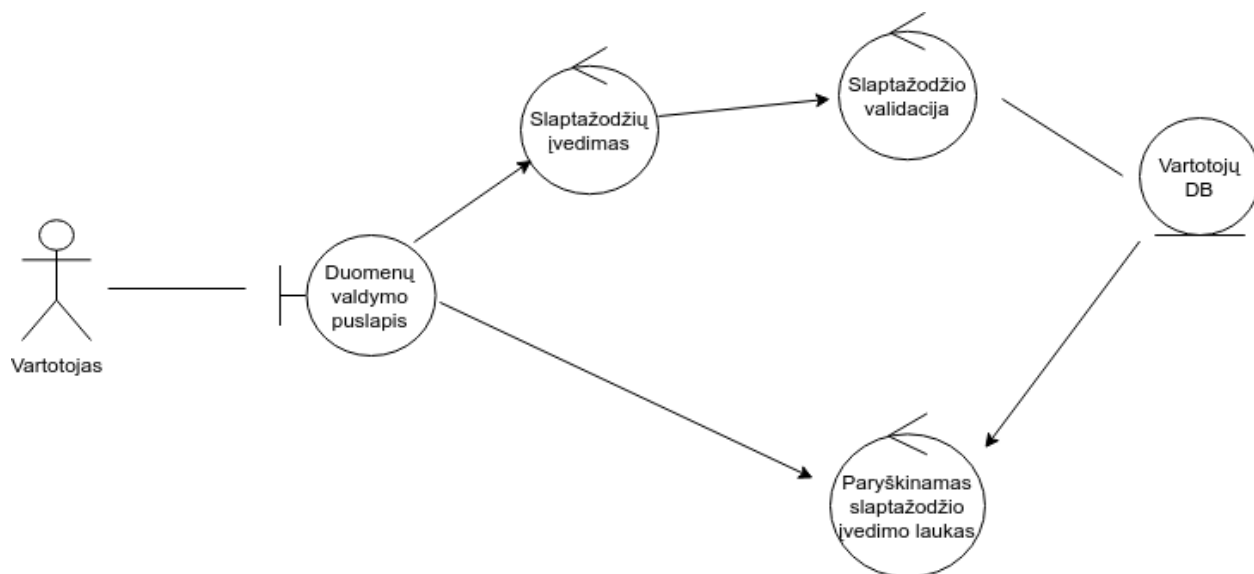 Vartotojas
Duomenų
valdymo
puslapis
Slaptažodžių
įvedimas
Slaptažodžio
validacija
Vartotojų
DB
Paryškinamas
slaptažodžio
įvedimo laukas